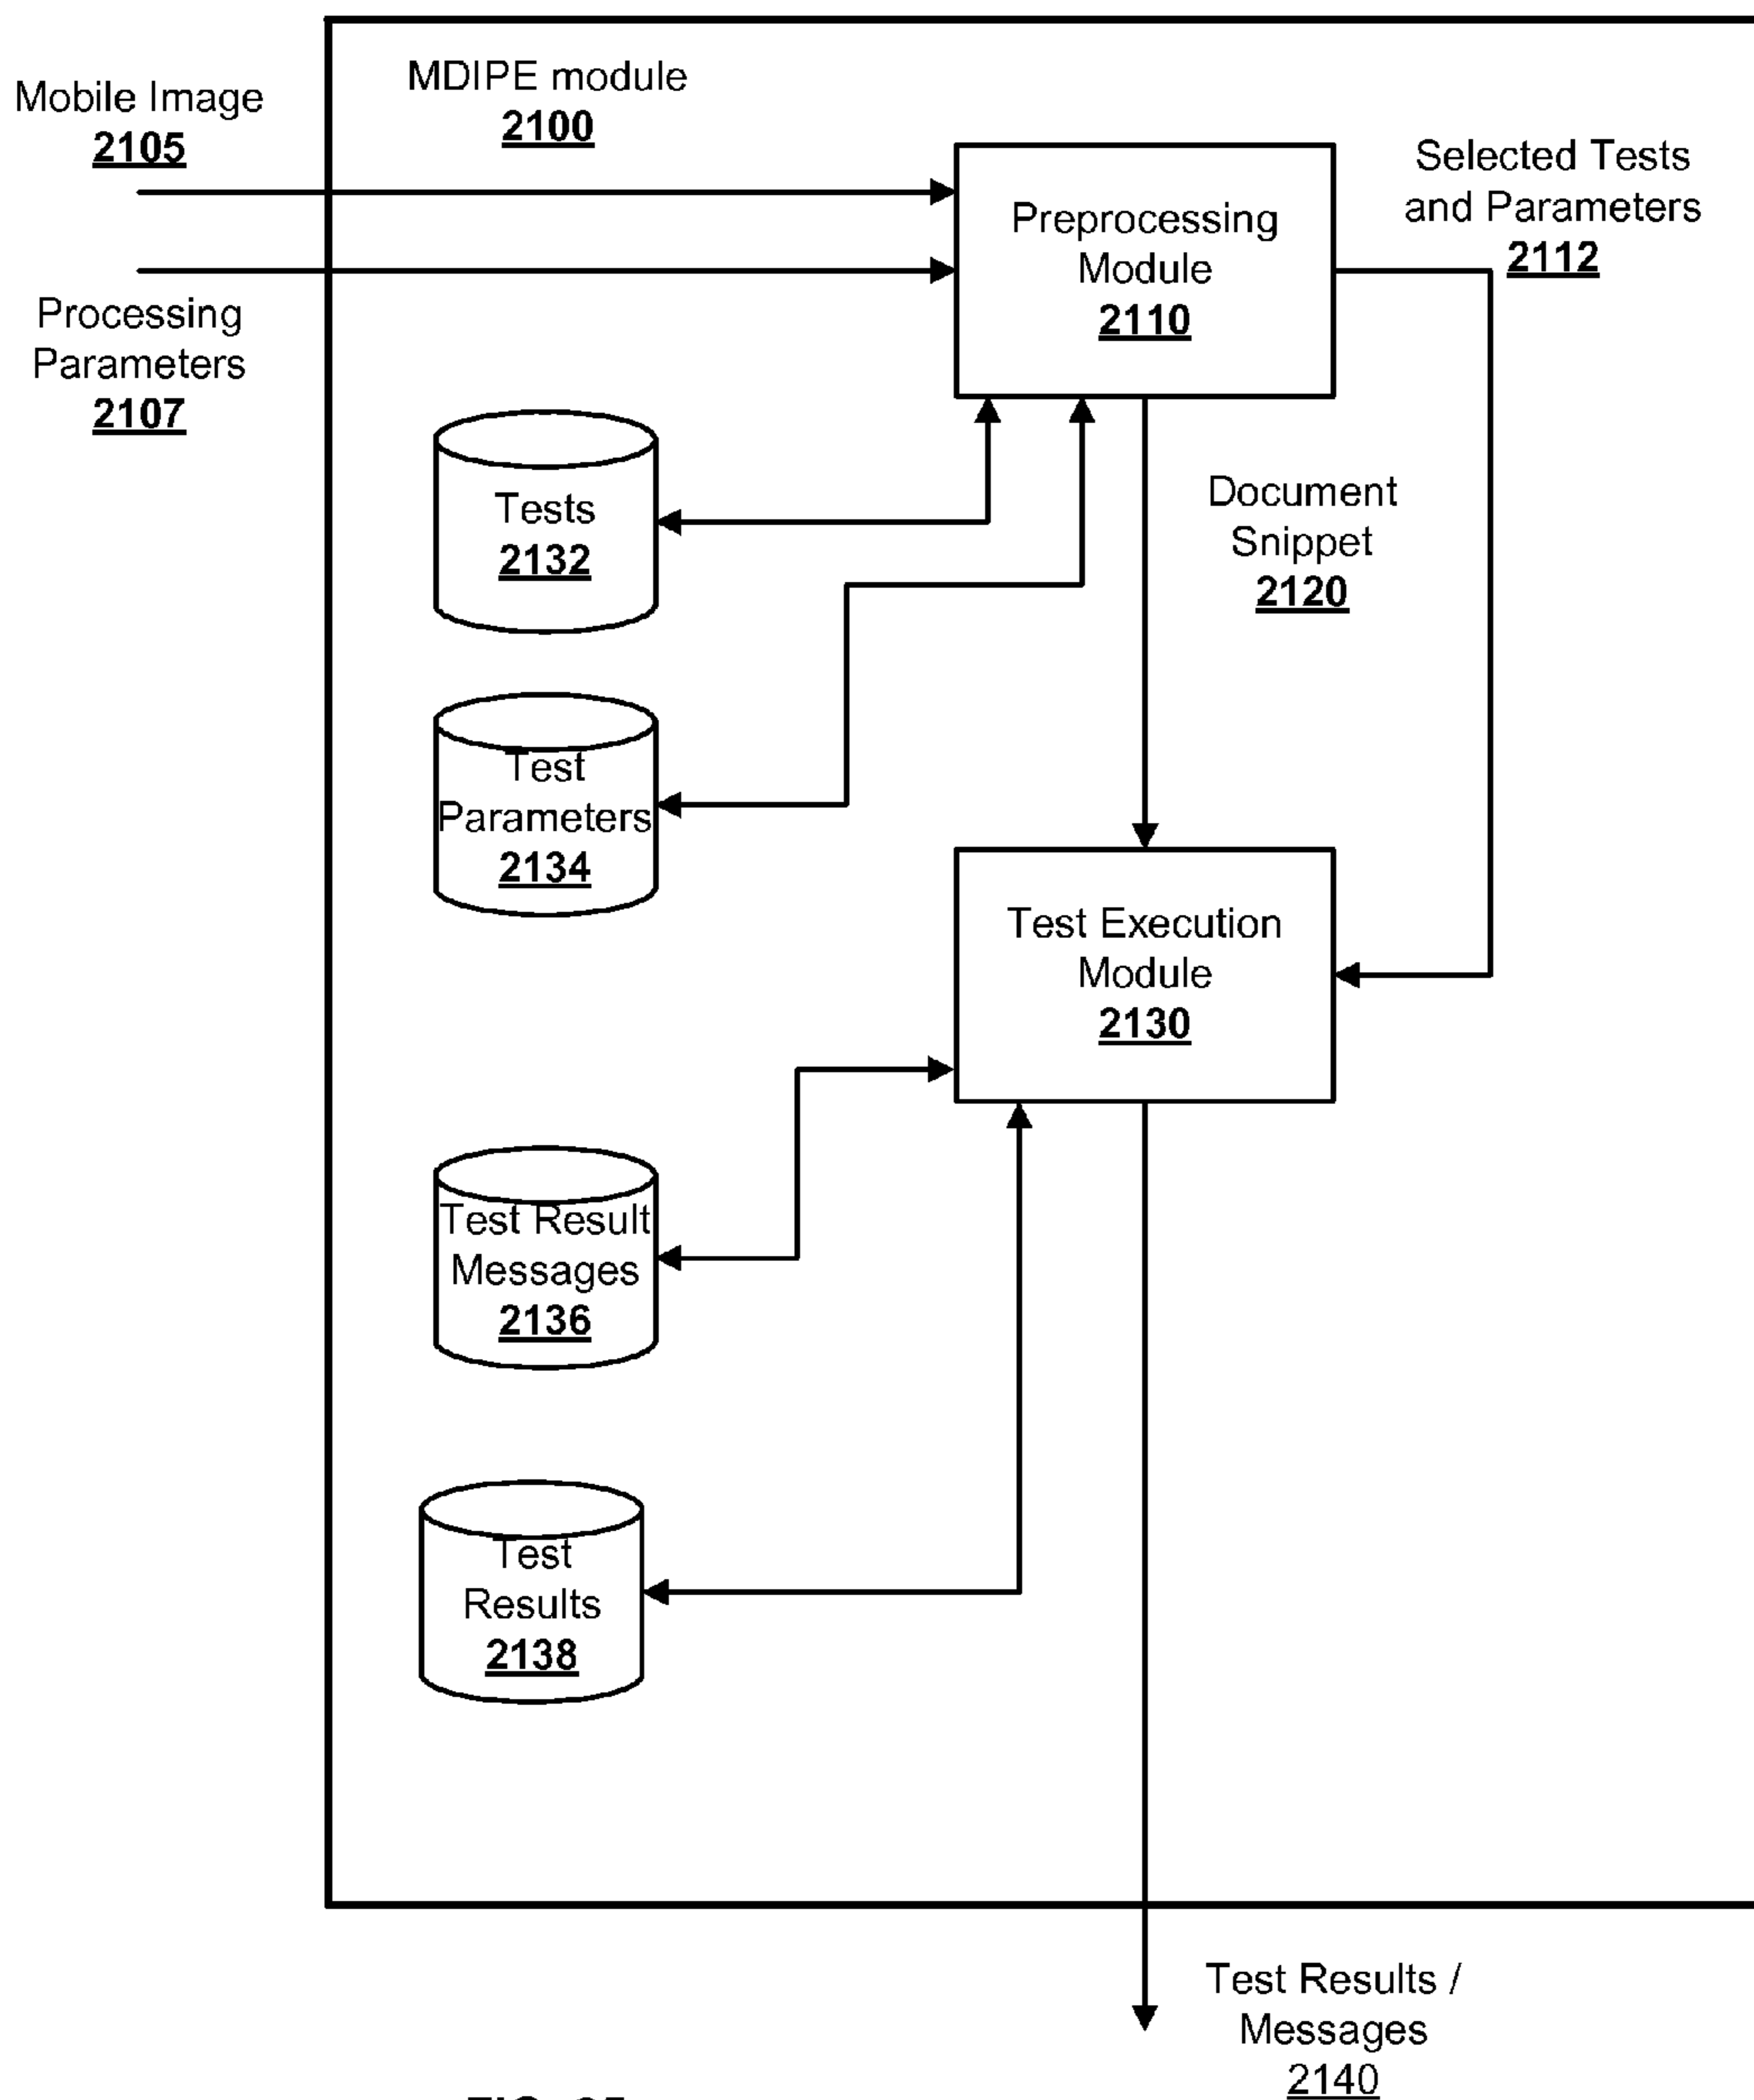 Mobile Image
2105
MDIPE module
2100
Preprocessing
Module
2110
Selected Tests
and Parameters
2112
Processing
Parameters
2107
Tests
2132
Document
Snippet
2120
Test
Parameters
2134
Test Execution
Module
2130
Test Result
Messages
2136
Test
Results
2138
Test Results /
Messages
2140